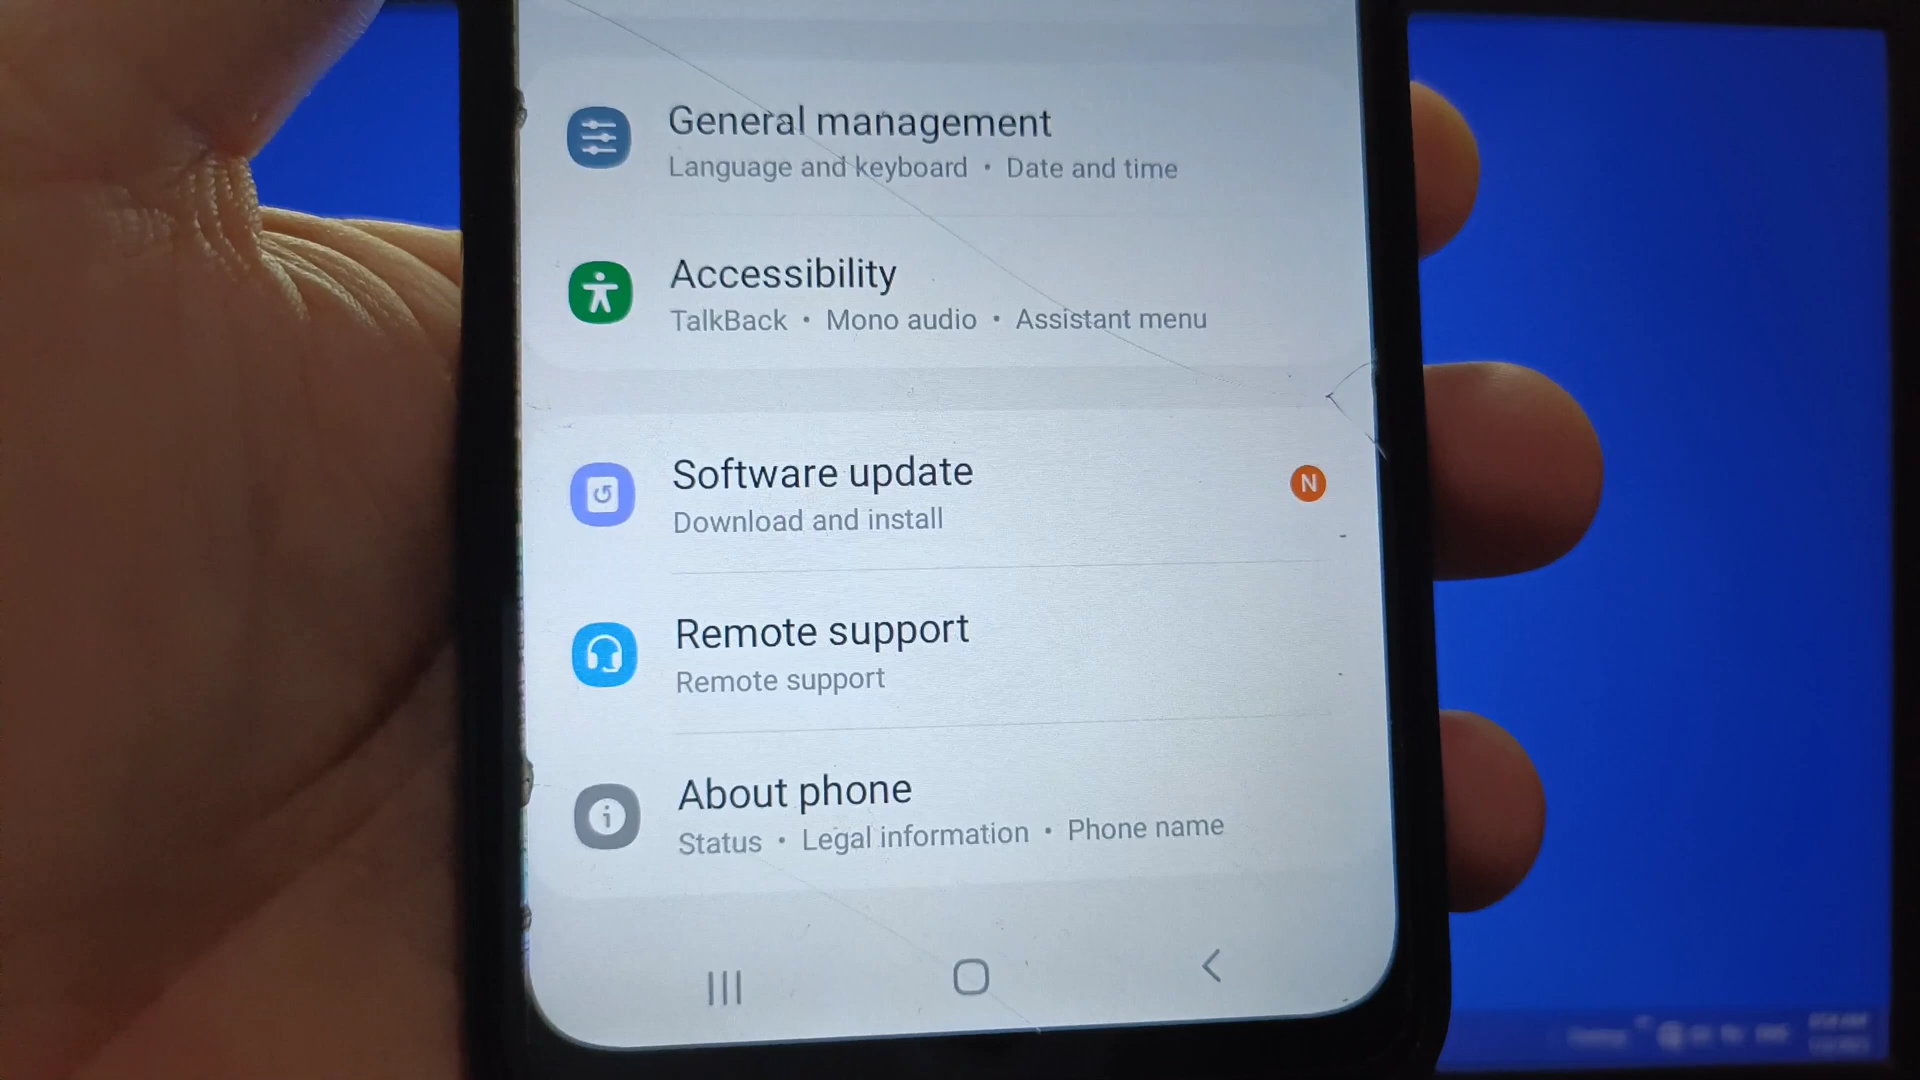 General management
Language and keyboard • Date and time
Accessibility
TalkBack • Mono audio • Assistant menu
Software update
N
Download and install
Remote support
Remote support
About phone
Status • Legal information • Phone name